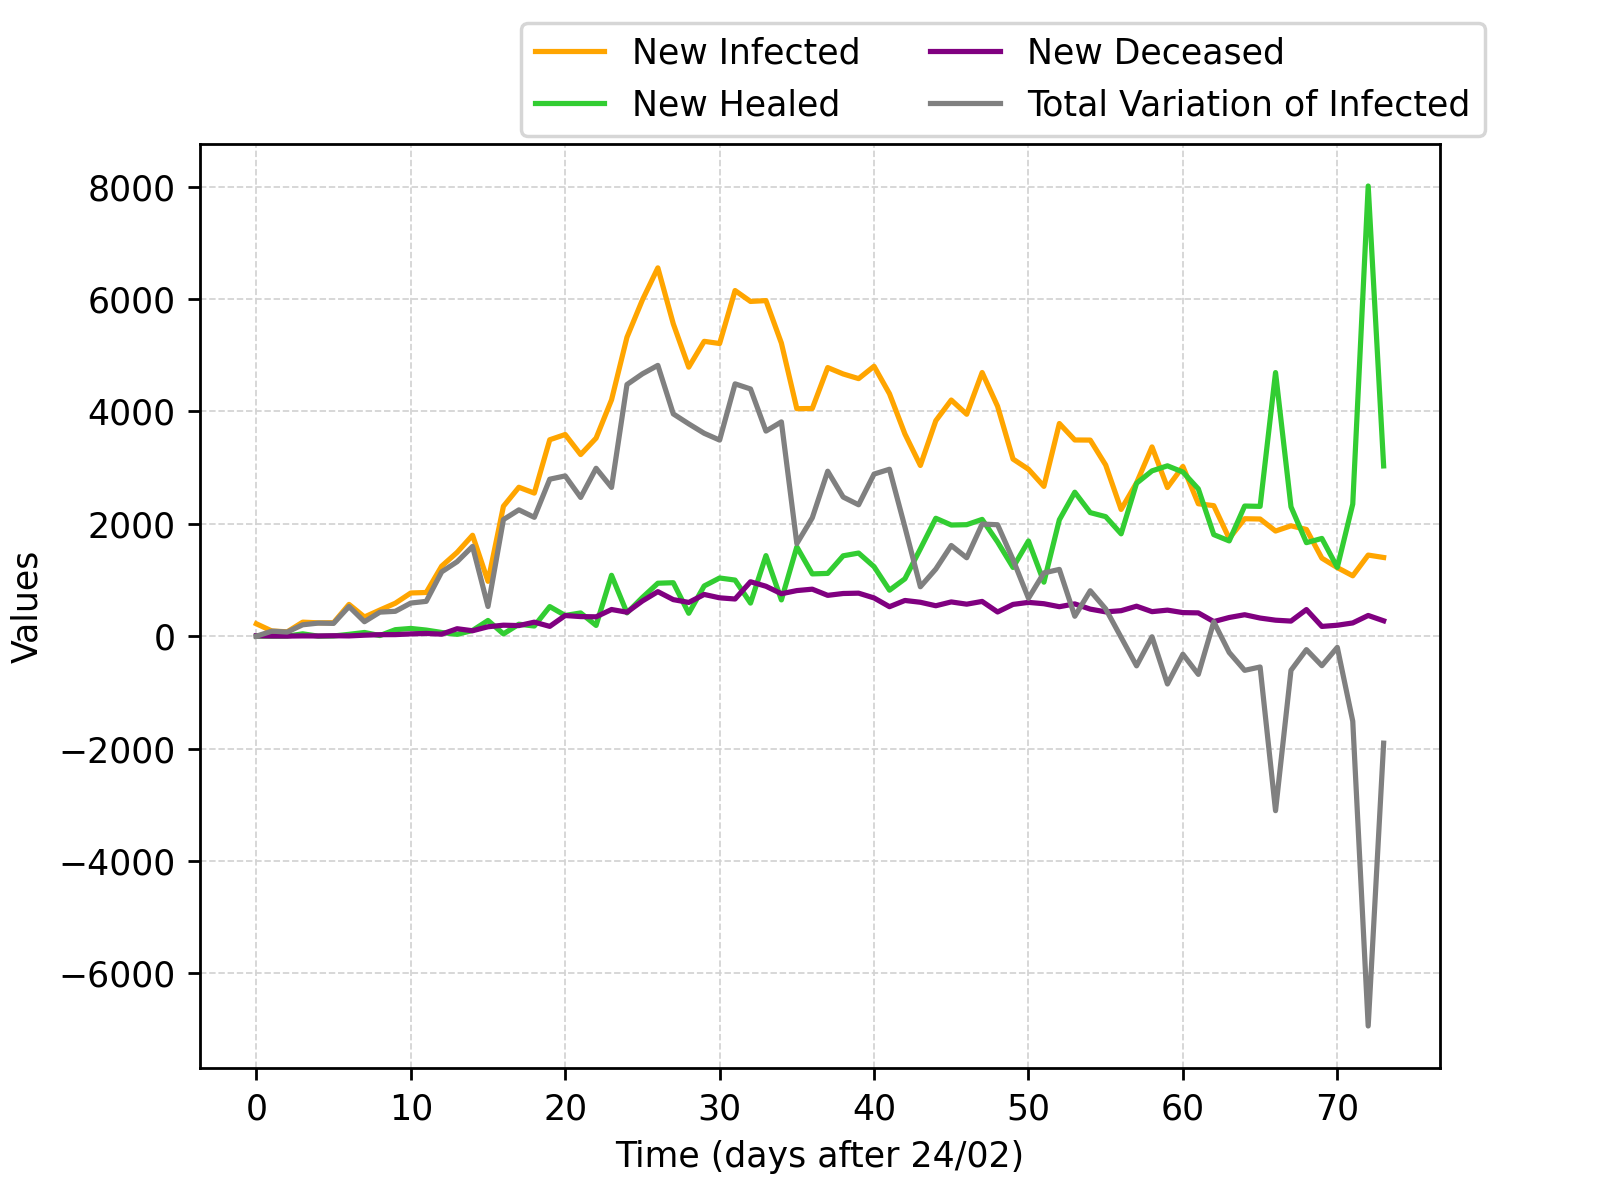 New Infected
New Healed
New Deceased
Total Variation of Infected
Values
8000
6000
4000
2000
0
−2000
−4000
−6000
0 10 20 30 40 50 60 70
Time (days after 24/02)